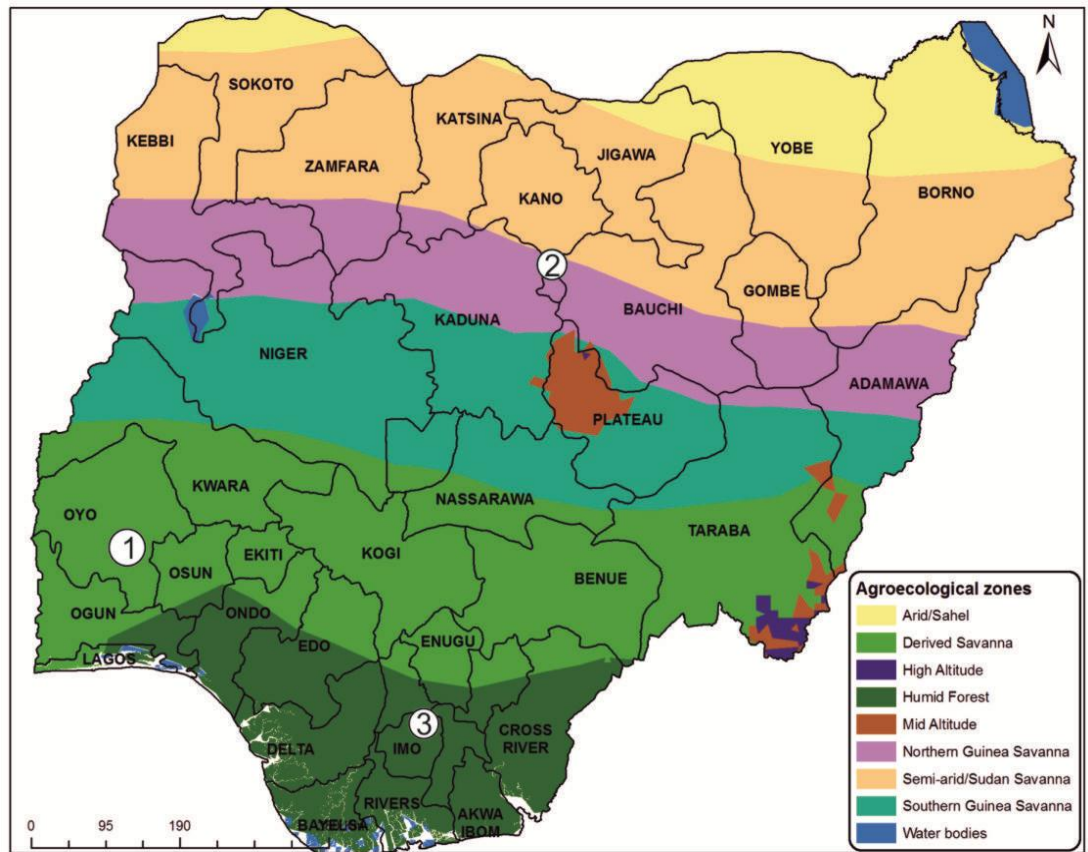 N
SOKOTO
KEBBI
ZAMFARA
KATSINA
JIGAWA
KANO
YOBE
BORNO
2
GOMBE
BAUCHI
KADUNA
NIGER
ADAMAWA
PLATEAU
KWARA
NASSARAWA
OYO
TARABA
1
OSUN
EKITI
KOGI
BENUE
OGUN
ONDO
ENUGU
EDO
LAGOS
3
IMO
CROSS
RIVER
DELTA
RIVERS
AKWA
IBOM
BAYELSA
0 95 190
Agroecological zones
Arid/Sahel
Derived Savanna
High Altitude
Humid Forest
Mid Altitude
Northern Guinea Savanna
Semi-arid/Sudan Savanna
Southern Guinea Savanna
Water bodies